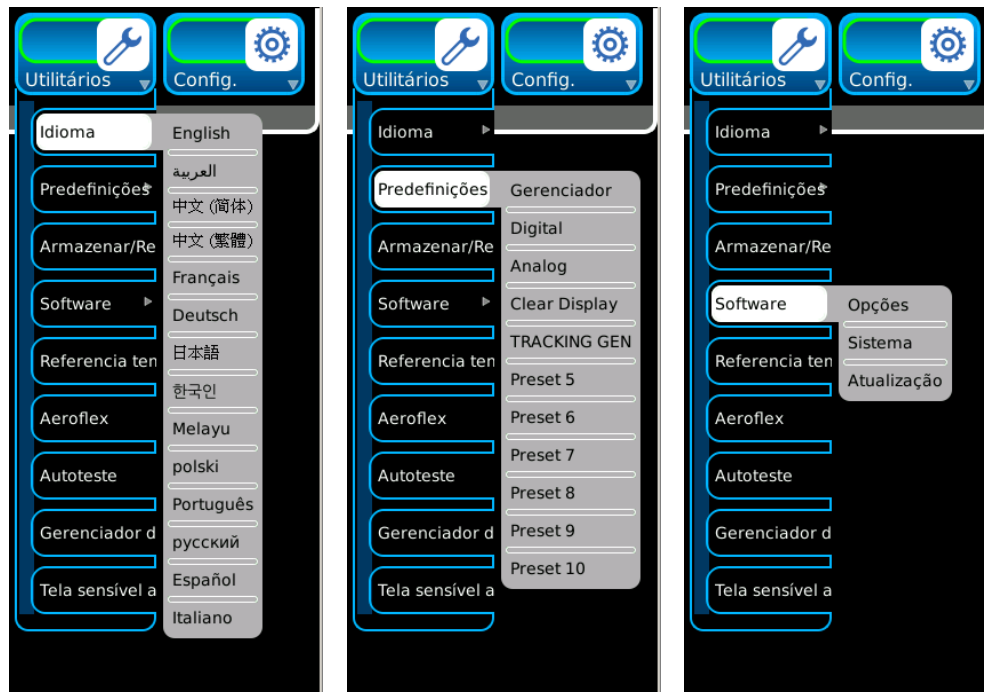 Utilitários
Config.
Idioma
Predefinições
Armazenar/Re
Software
Referencia ten
Aeroflex
Autoteste
Gerenciador d
Tela sensível a
English
العربية
中文 (简体)
中文 (繁體)
Français
Deutsch
日本語
한국인
Melayu
polski
Português
русский
Español
Italiano
Utilitários
Config.
Idioma
Predefinições
Armazenar/Re
Software
Referencia ten
Aeroflex
Autoteste
Gerenciador d
Tela sensível a
Gerenciador
Digital
Analog
Clear Display
TRACKING GEN
Preset 5
Preset 6
Preset 7
Preset 8
Preset 9
Preset 10
Utilitários
Config.
Idioma
Predefinições
Armazenar/Re
Software
Referencia ten
Aeroflex
Autoteste
Gerenciador d
Tela sensível a
Opções
Sistema
Atualização